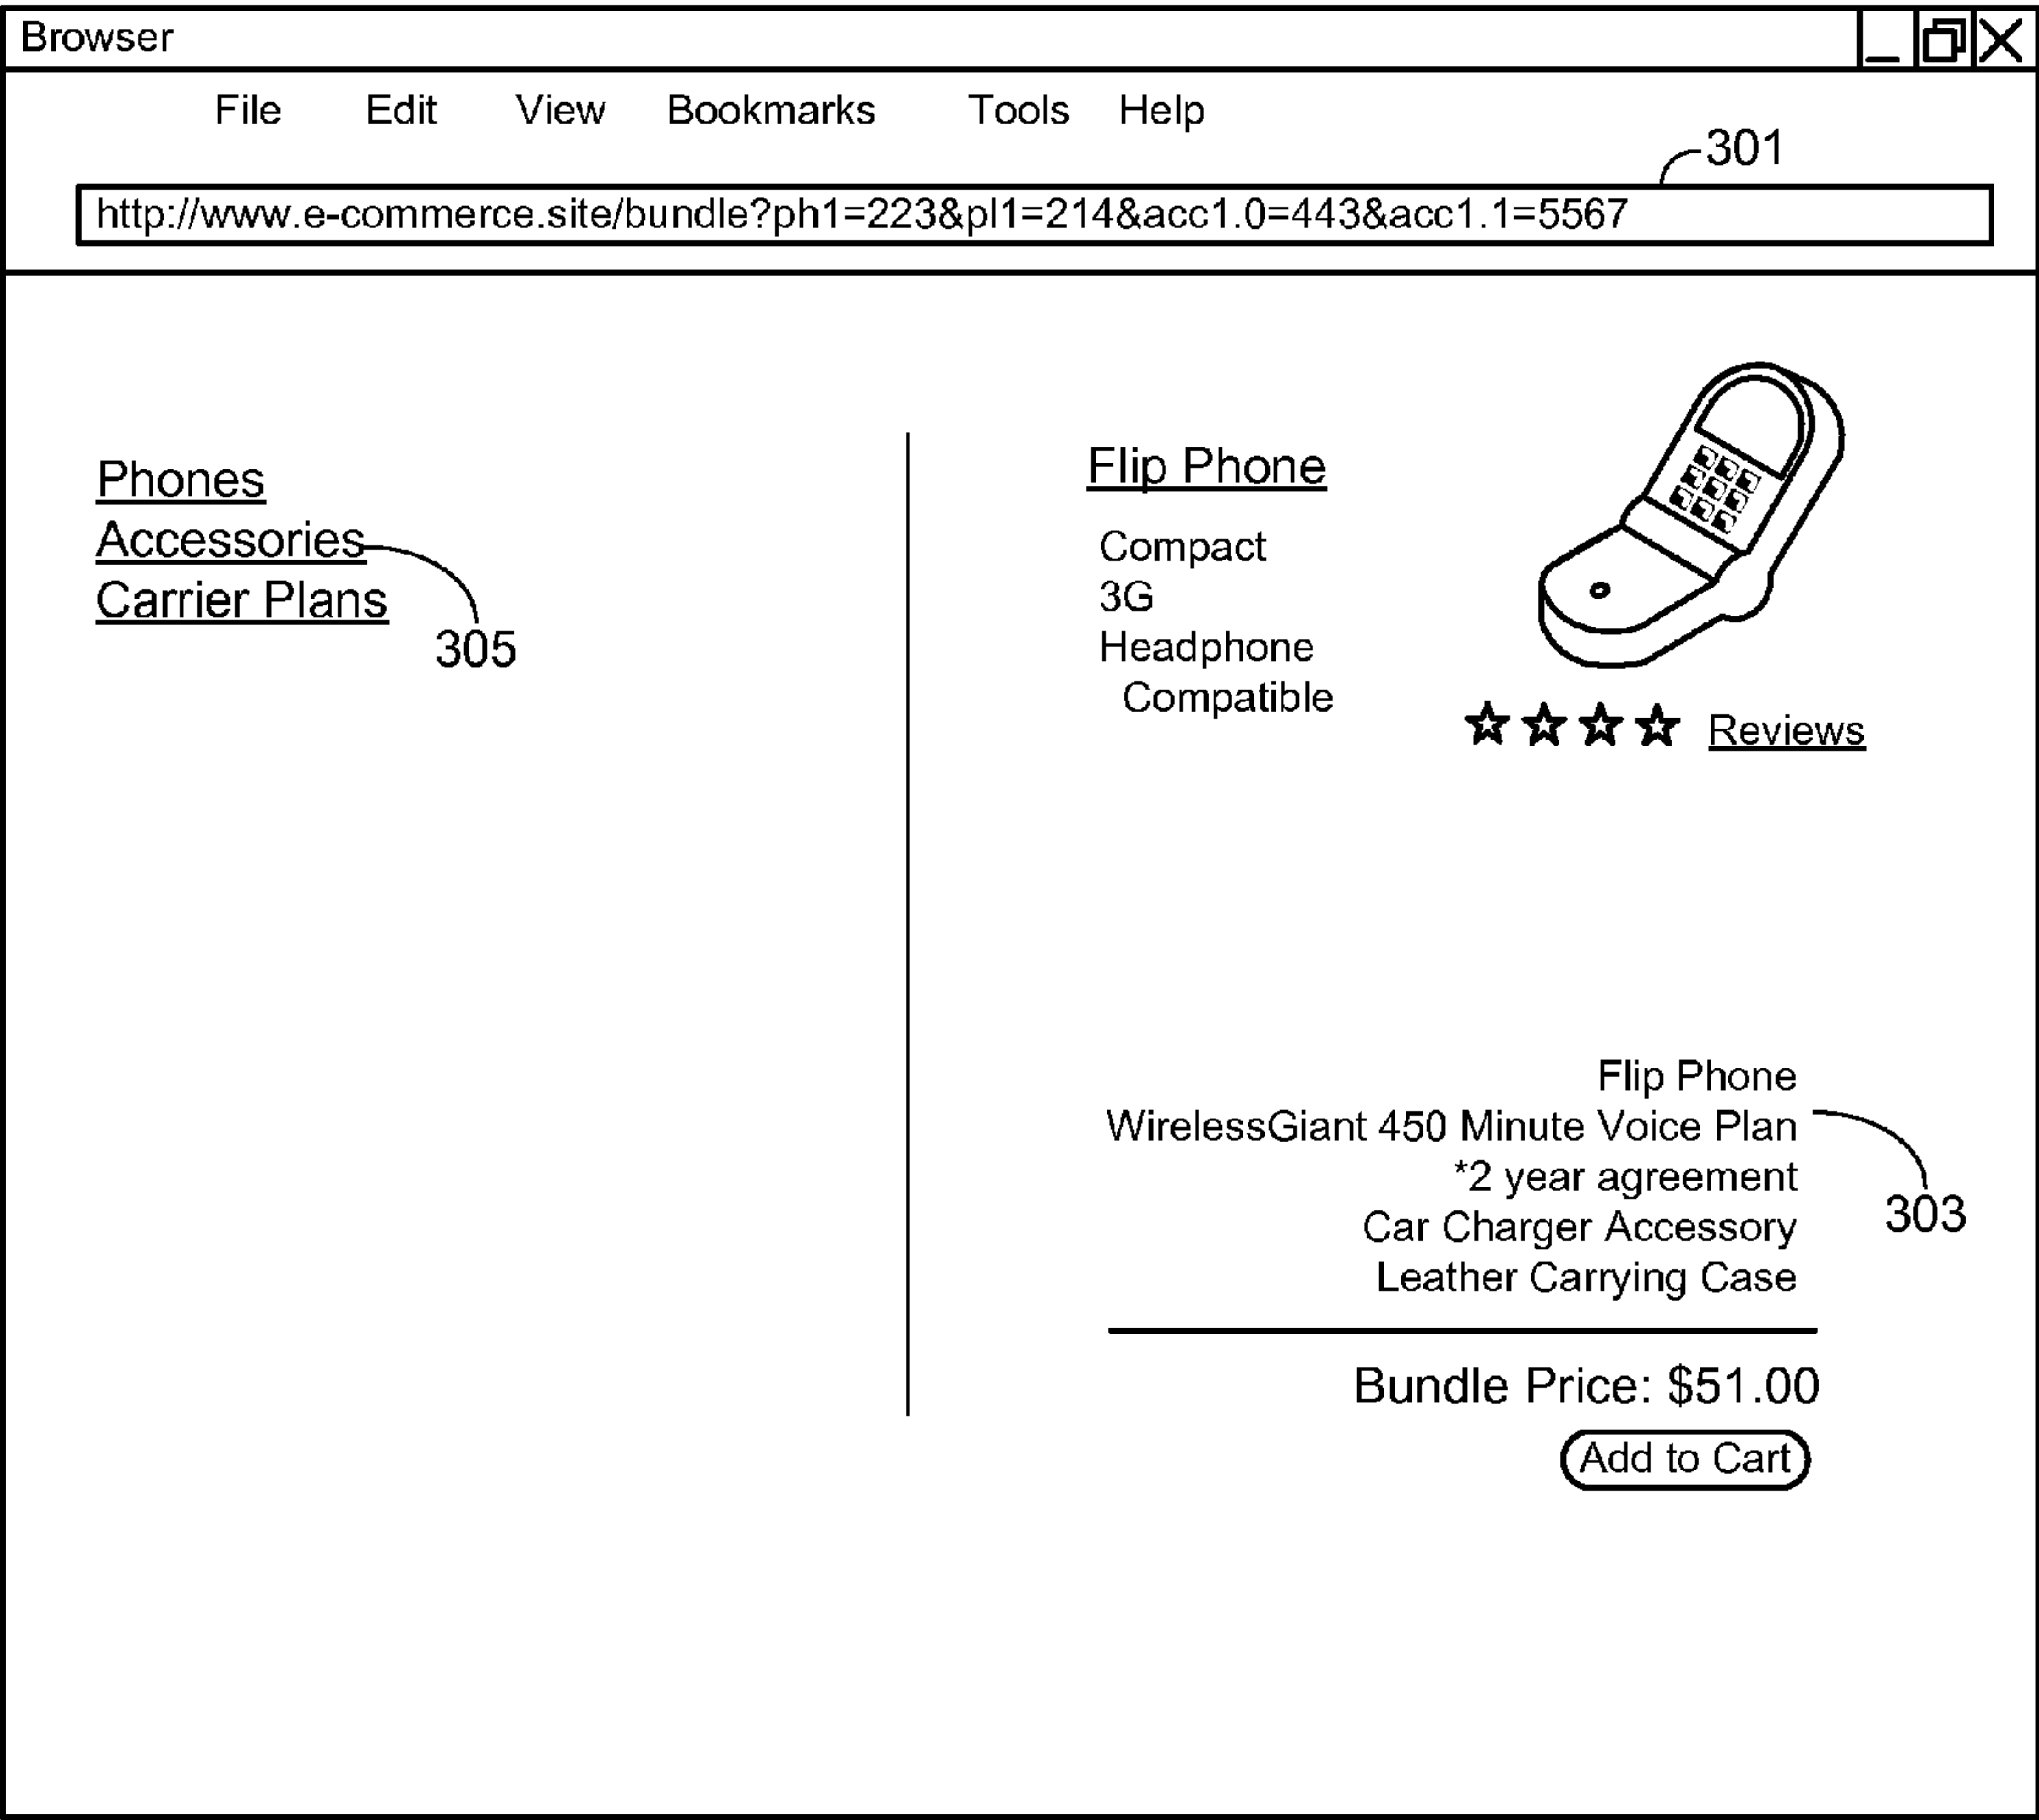 Browser
File Edit View Bookmarks Tools Help
301
http://www.e-commerce.site/bundle?ph1=223&pl1=214&acc1.0=443&acc1.1=5567
Phones
Accessories
Carrier Plans
305
Flip Phone
Compact
3G
Headphone
Compatible
Reviews
Flip Phone
WirelessGiant 450 Minute Voice Plan
*2 year agreement
Car Charger Accessory
Leather Carrying Case
303
Bundle Price: $51.00
Add to Cart